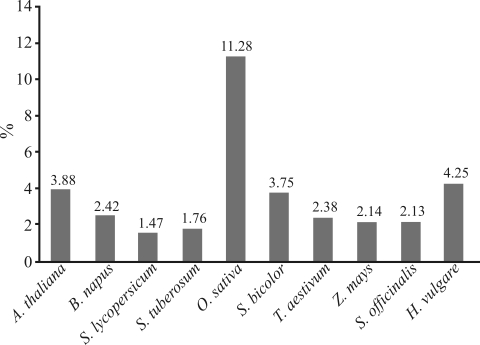 14
12
10
8
6
4
2
0
%
3.88
2.42
1.47
1.76
11.28
3.75
2.38
2.14
2.13
4.25
A. thaliana
B. napus
S. lycopersicum
S. tuberosum
O. sativa
S. bicolor
T. aestivum
Z. mays
S. officinalis
H. vulgare